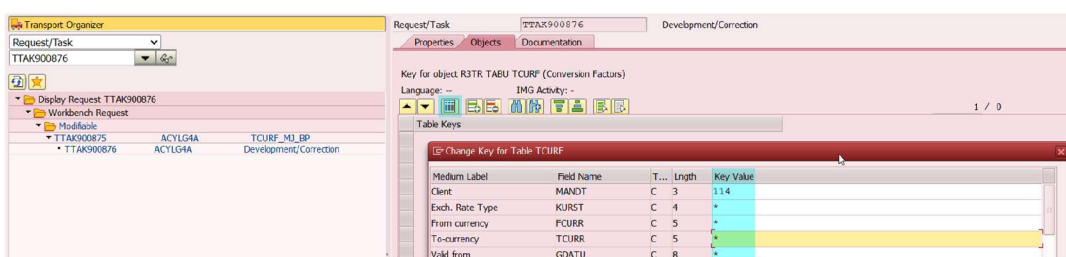 Transport Organizer
Request/Task
TTAK900876
Display Request TTAK900876
Workbench Request
Modifiable
TTAK900875 ACYLG4A TCURF_MJ_BP
TTAK900876 ACYLG4A Development/Correction
Request/Task TTAK900876 Development/Correction
Properties Objects Documentation
Key for object R3TR TABU TCURF (Conversion Factors)
Language: -- IMG Activity: -
1 / 0
Table Keys
Change Key for Table TCURF
Medium Label Field Name T... Lngth Key Value
Client MANDT C 3 114
Exch. Rate Type KURST C 4 *
From currency FCURR C 5 *
To-currency TCURR C 5 *
Valid from GDATU C 8 *